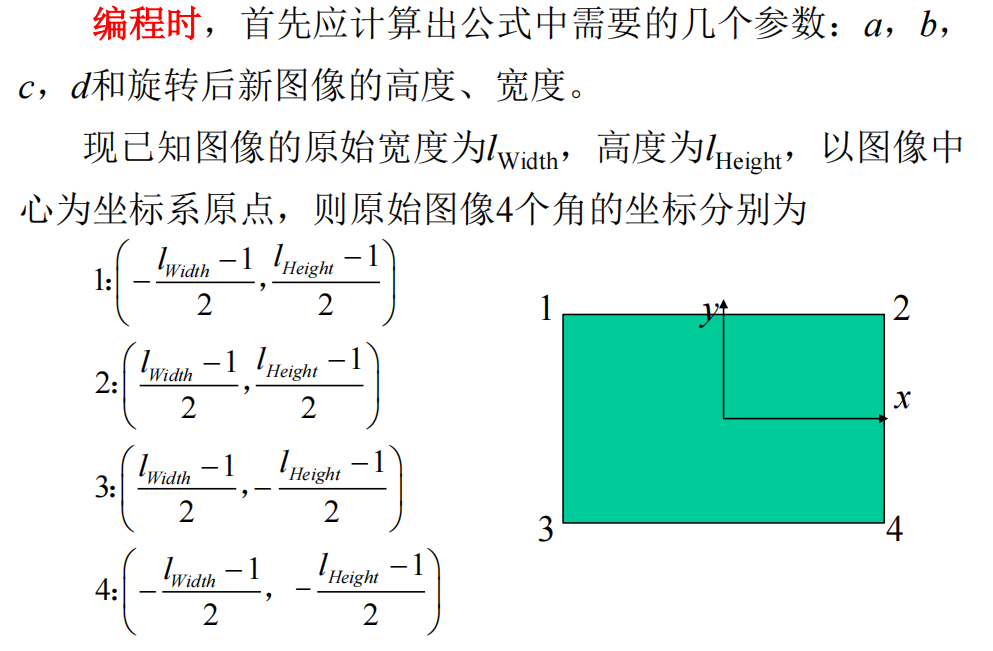 编程时，首先应计算出公式中需要的几个参数：a，b，
c，d和旋转后新图像的高度、宽度。
现已知图像的原始宽度为lWidth，高度为lHeight，以图像中
心为坐标系原点，则原始图像4个角的坐标分别为
1:(-(lWidth-1)/2,(lHeight-1)/2)
2:((lWidth-1)/2,(lHeight-1)/2)
3:((lWidth-1)/2,-(lHeight-1)/2)
4:(-(lWidth-1)/2，-(lHeight-1)/2)
1 y 2
x
3 4